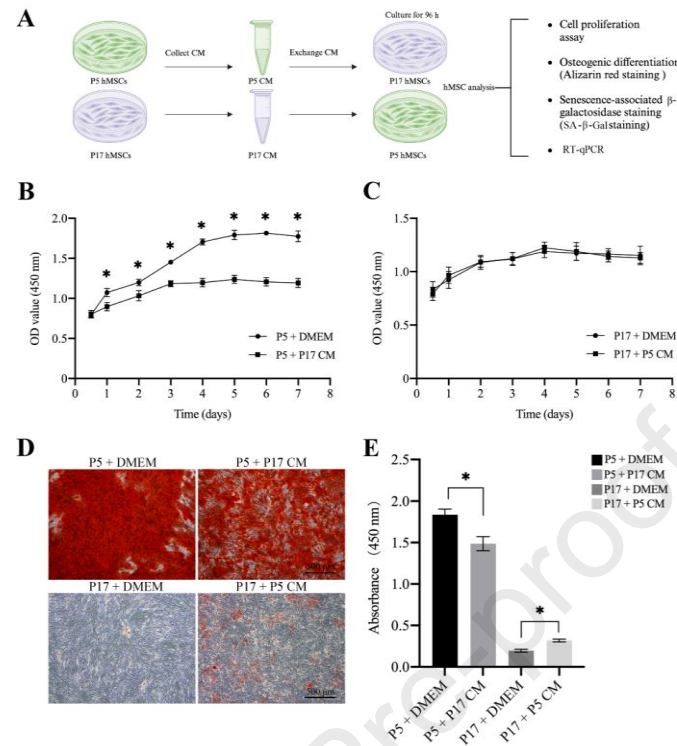 A
Culture for 96 h
Collect CM
Exchange CM
P5 hMSCs
P5 CM
P17 hMSCs
P17 hMSCs
P17 CM
P5 hMSCs
hMSC analysis
• Cell proliferation
assay
• Osteogenic differentiation
(Alizarin red staining )
• Senescence-associated β-
galactosidase staining
(SA-β-Galstaining)
• RT-qPCR
B
OD value (450 nm)
2.0
1.5
1.0
0.5
0
* * * * * * *
P5 + DMEM
P5 + P17 CM
0 1 2 3 4 5 6 7 8
Time (days)
C
OD value (450 nm)
1.5
1.0
0.5
0
P17 + DMEM
P17 + P5 CM
0 1 2 3 4 5 6 7 8
Time (days)
D
P5 + DMEM
P5 + P17 CM
500 μm
P17 + DMEM
P17 + P5 CM
500 μm
E
Absorbance (450 nm)
2.5
2.0
1.5
1.0
0.5
0.0
P5 + DMEM
P5 + P17 CM
P17 + DMEM
P17 + P5 CM
*
*
P5 + DMEM
P5 + P17 CM
P17 + DMEM
P17 + P5 CM
re-proof